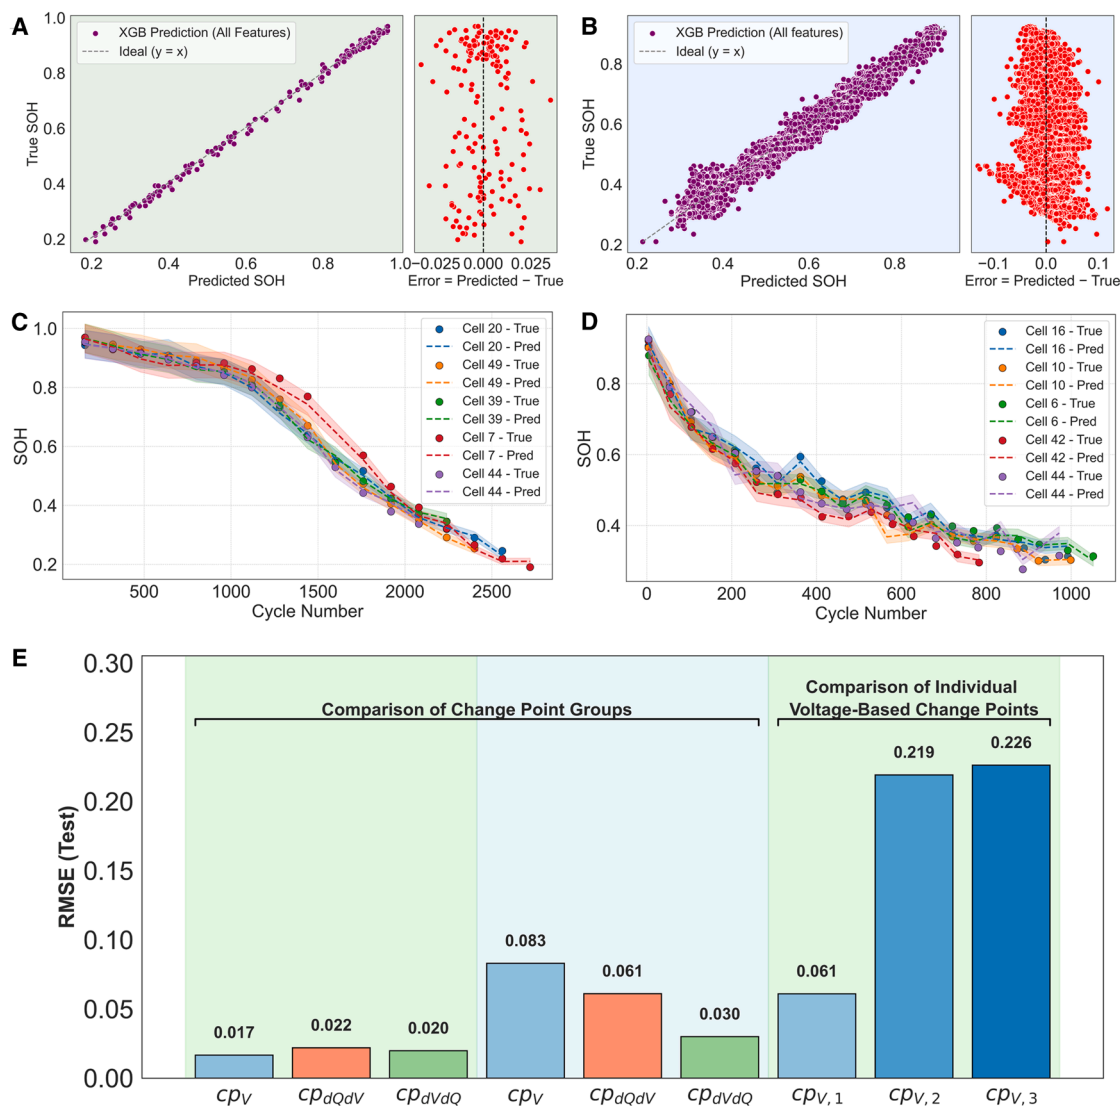 A
XGB Prediction (All Features)
Ideal (y = x)
True SOH
1.0
0.8
0.6
0.4
0.2
0.2
0.4
0.6
0.8
1.0
Predicted SOH
−0.025
0.000
0.025
Error = Predicted − True
B
XGB Prediction (All features)
Ideal (y = x)
True SOH
0.8
0.6
0.4
0.2
0.2
0.4
0.6
0.8
Predicted SOH
−0.1
0.0
0.1
Error = Predicted − True
C
Cell 20 - True
Cell 20 - Pred
Cell 49 - True
Cell 49 - Pred
Cell 39 - True
Cell 39 - Pred
Cell 7 - True
Cell 7 - Pred
Cell 44 - True
Cell 44 - Pred
SOH
1.0
0.8
0.6
0.4
0.2
500
1000
1500
2000
2500
Cycle Number
D
Cell 16 - True
Cell 16 - Pred
Cell 10 - True
Cell 10 - Pred
Cell 6 - True
Cell 6 - Pred
Cell 42 - True
Cell 42 - Pred
Cell 44 - True
Cell 44 - Pred
SOH
0.8
0.6
0.4
0
200
400
600
800
1000
Cycle Number
E
RMSE (Test)
0.30
0.25
0.20
0.15
0.10
0.05
0.00
Comparison of Change Point Groups
Comparison of Individual
Voltage-Based Change Points
0.017
0.022
0.020
0.083
0.061
0.030
0.061
0.219
0.226
cpV
cpdQdV
cpdVdQ
cpV
cpdQdV
cpdVdQ
cpV, 1
cpV, 2
cpV, 3